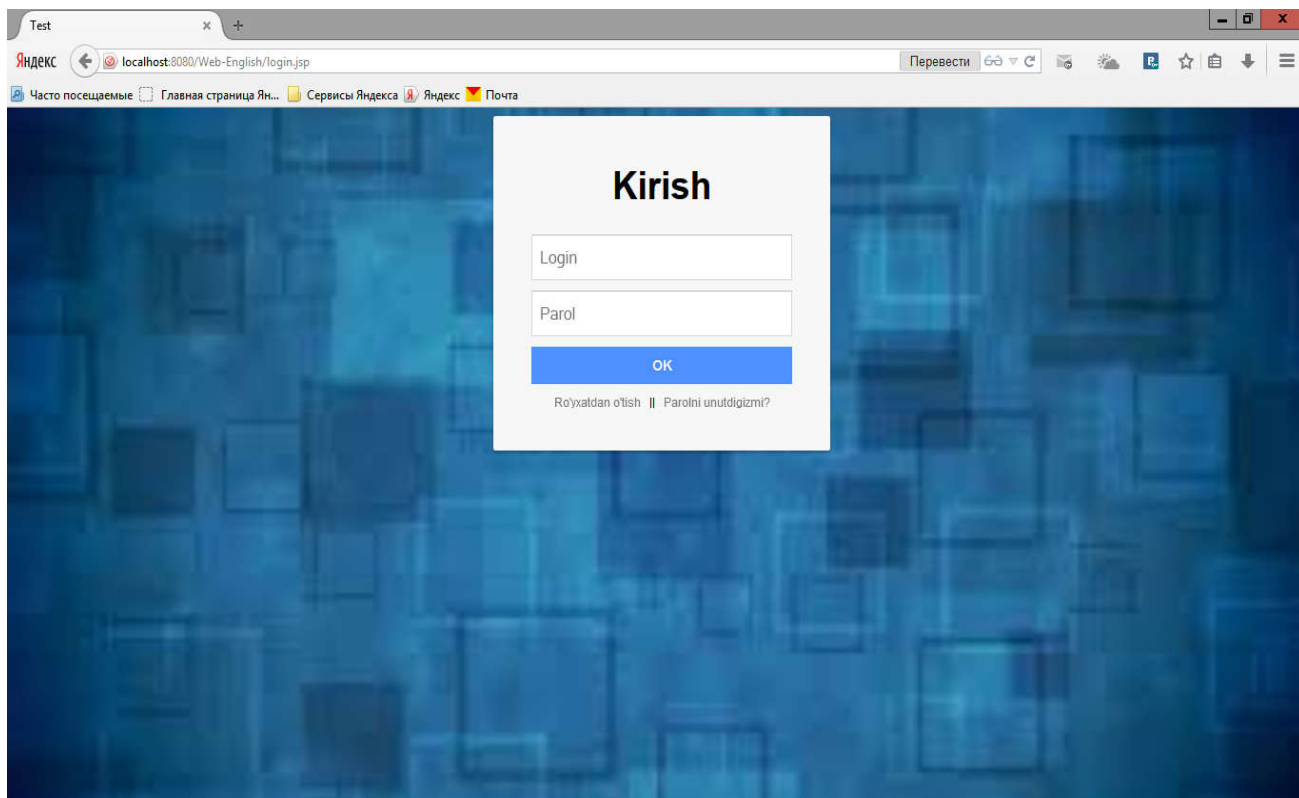 Test
Яндекс localhost:8080/Web-English/login.jsp Перевести
Часто посещаемые Главная страница Ян... Сервисы Яндекса Яндекс Почта
Kirish
Login
Parol
OK
Ro'yxatdan o'tish || Parolni unutdigizmi?